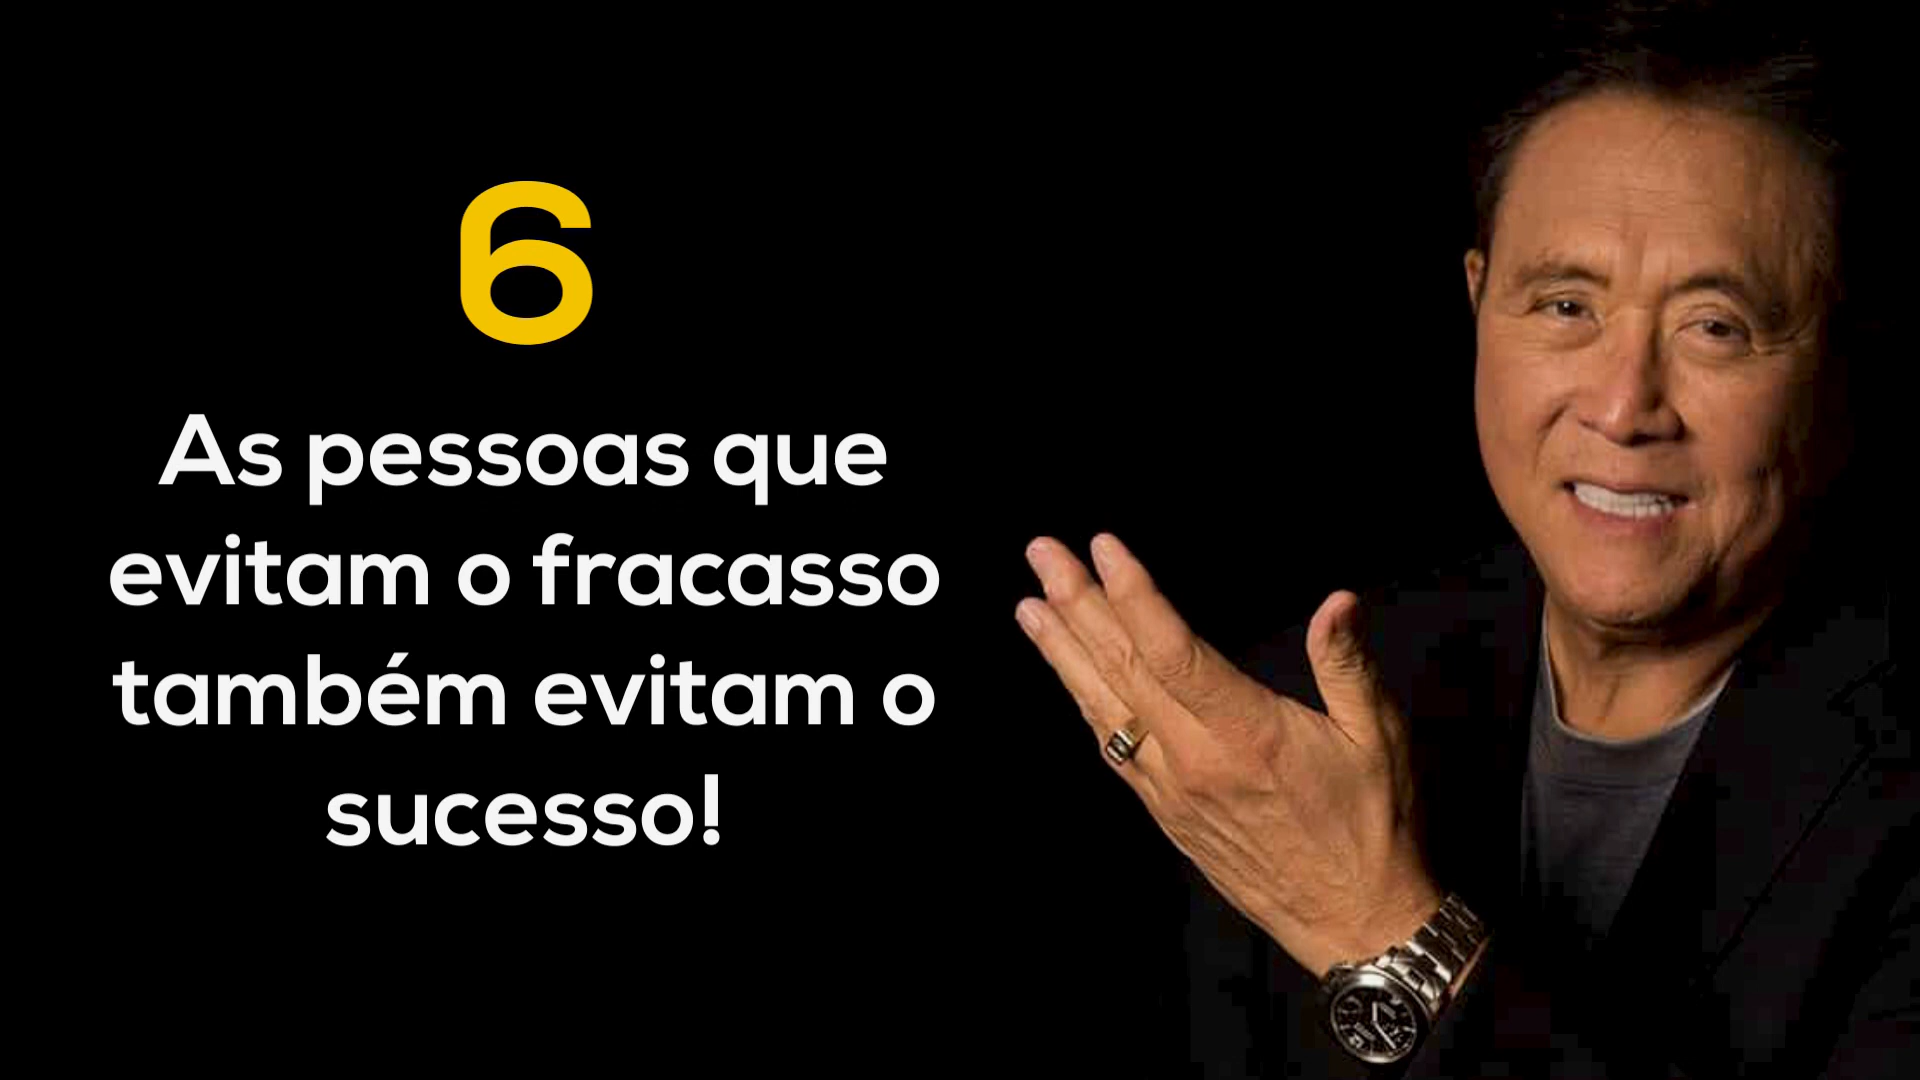 6
As pessoas que
evitam o fracasso
também evitam o
sucesso!